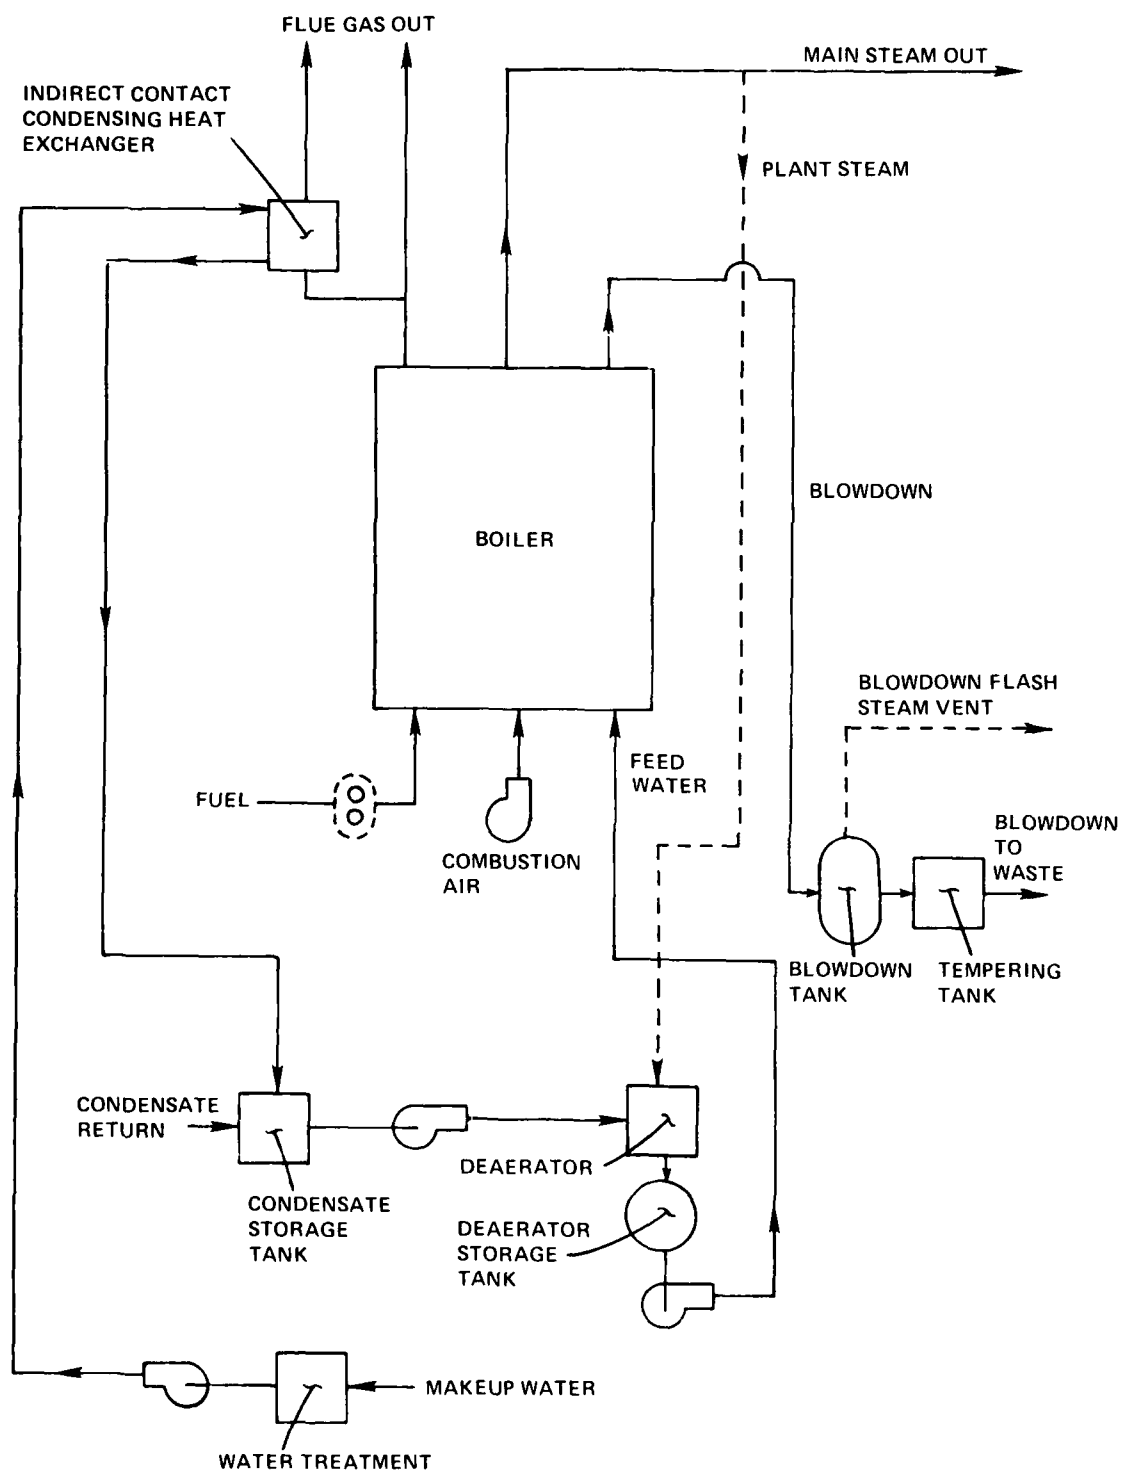 FLUE GAS OUT
MAIN STEAM OUT
INDIRECT CONTACT
CONDENSING HEAT
EXCHANGER
PLANT STEAM
BLOWDOWN
BOILER
BLOWDOWN FLASH
STEAM VENT
FEED
WATER
FUEL
COMBUSTION
AIR
BLOWDOWN
TO
WASTE
BLOWDOWN
TANK
TEMPERING
TANK
CONDENSATE
RETURN
DEAERATOR
CONDENSATE
STORAGE
TANK
DEAERATOR
STORAGE
TANK
MAKEUP WATER
WATER TREATMENT